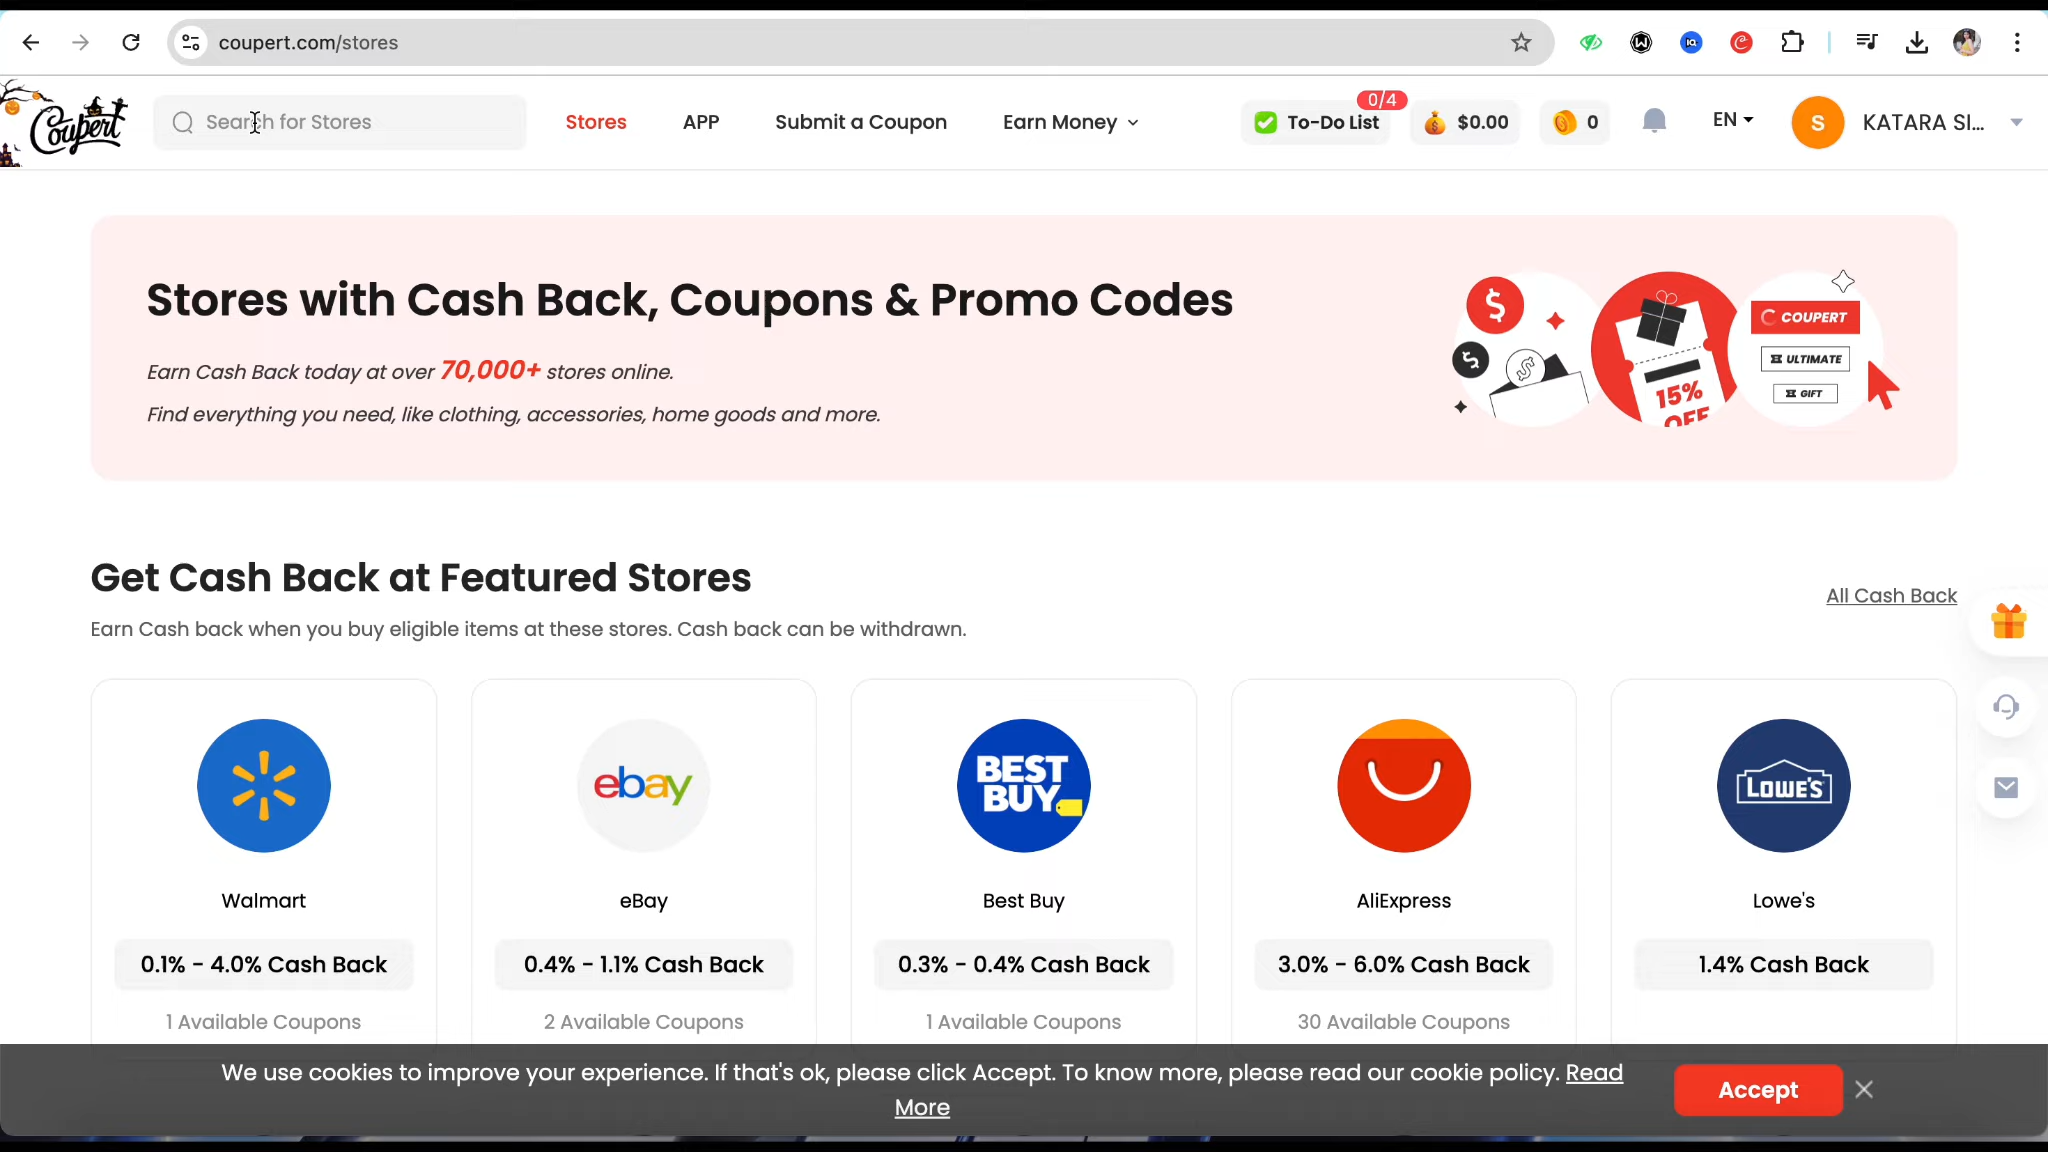 coupert.com/stores
Coupert
Search for Stores
Stores
APP
Submit a Coupon
Earn Money
To-Do List
0/4
$0.00
0
EN
S
KATARA SI...
Stores with Cash Back, Coupons & Promo Codes
Earn Cash Back today at over 70,000+ stores online.
Find everything you need, like clothing, accessories, home goods and more.
15%
OFF
COUPERT
ULTIMATE
GIFT
Get Cash Back at Featured Stores
All Cash Back
Earn Cash back when you buy eligible items at these stores. Cash back can be withdrawn.
ebay
BEST
BUY
LOWE'S
Walmart
eBay
Best Buy
AliExpress
Lowe's
0.1% - 4.0% Cash Back
0.4% - 1.1% Cash Back
0.3% - 0.4% Cash Back
3.0% - 6.0% Cash Back
1.4% Cash Back
1 Available Coupons
2 Available Coupons
1 Available Coupons
30 Available Coupons
We use cookies to improve your experience. If that's ok, please click Accept. To know more, please read our cookie policy. Read
More
Accept